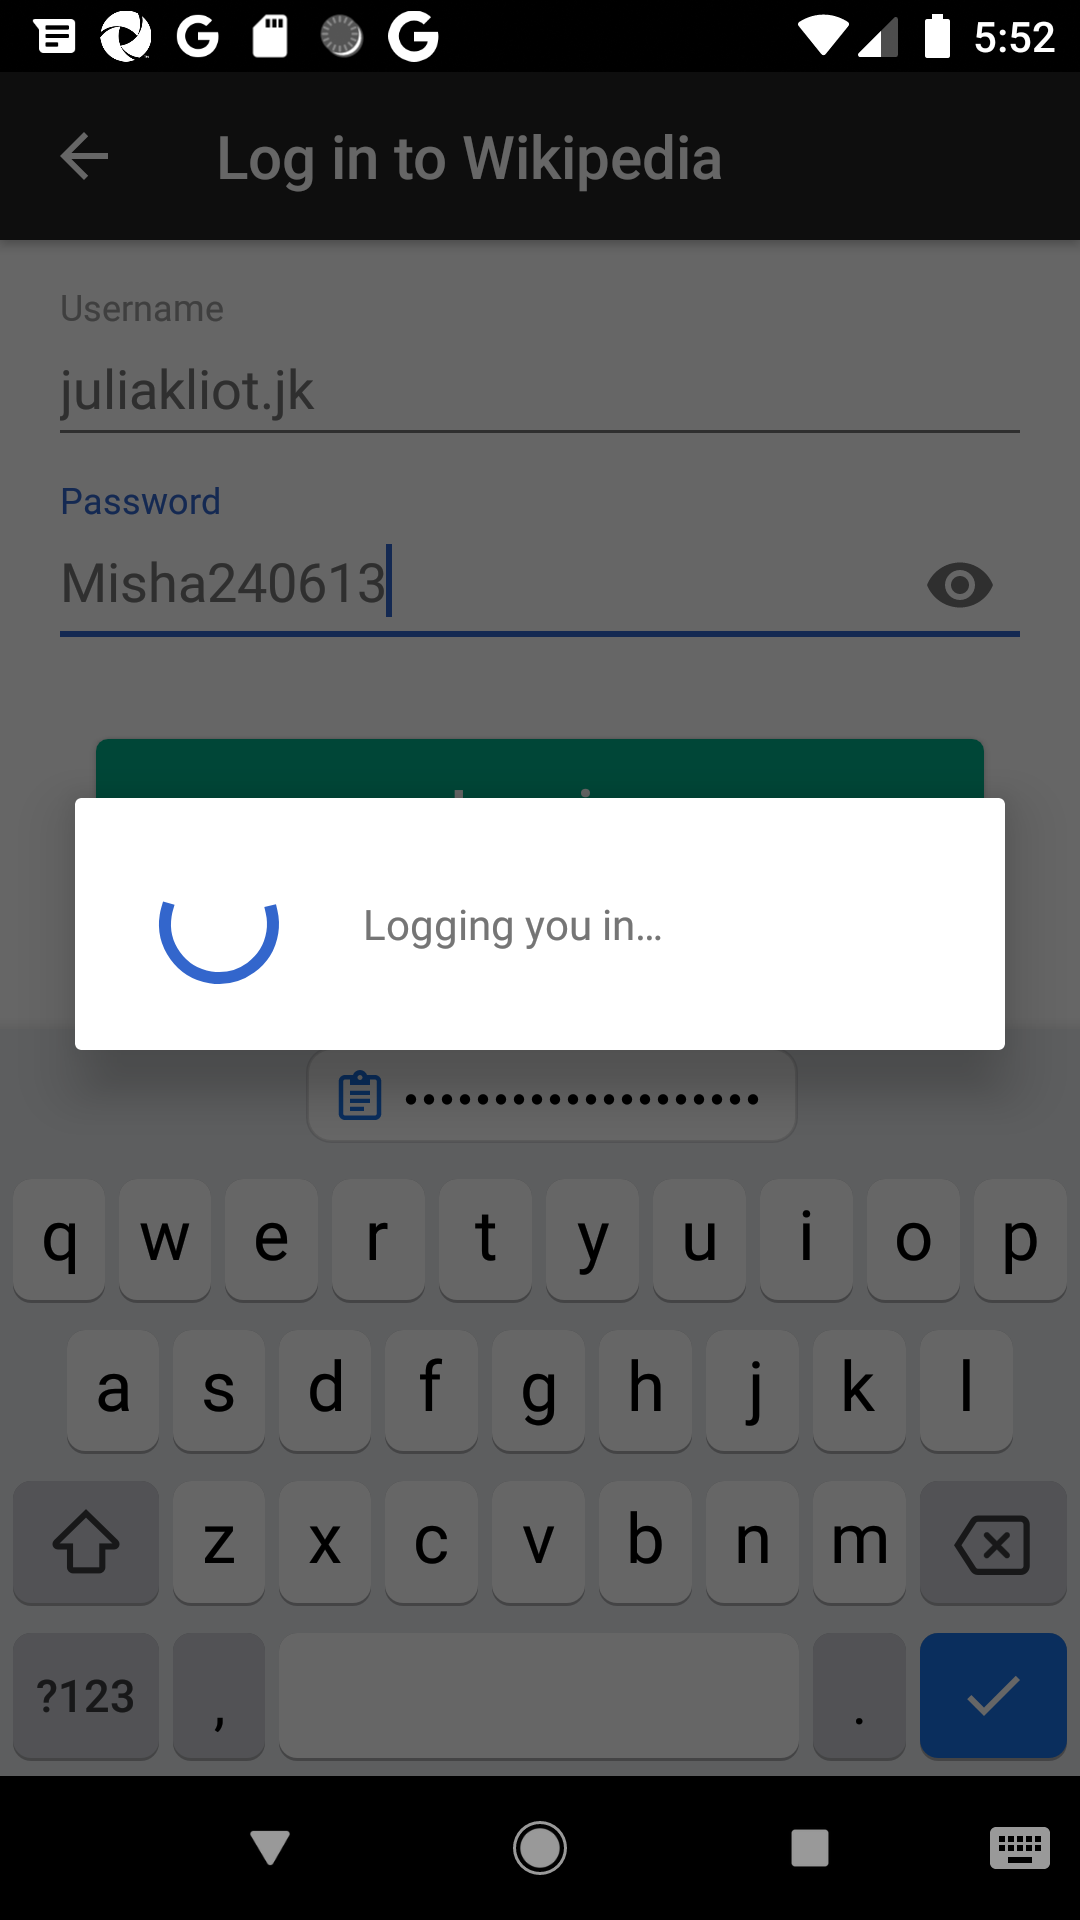 5:52
Log in to Wikipedia
Username
juliakliot.jk
Password
Misha240613
Logging you in…
•••••••••••••••••••• 
q w e r t y u i o p
a s d f g h j k l
z x c v b n m
?123 , .